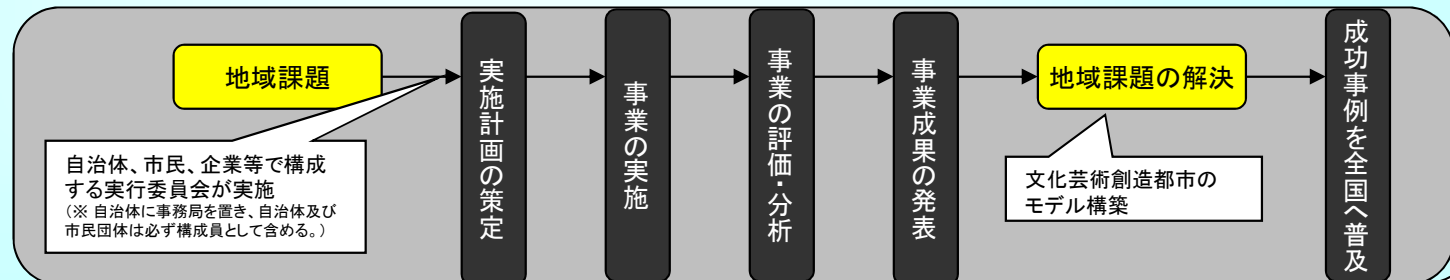 地域課題
自治体、市民、企業等で構成
する実行委員会が実施
(※ 自治体に事務局を置き、自治体及び
市民団体は必ず構成員として含める。)
実施計画の策定
事業の実施
事業の評価・分析
事業成果の発表
地域課題の解決
文化芸術創造都市の
モデル構築
成功事例を全国へ普及